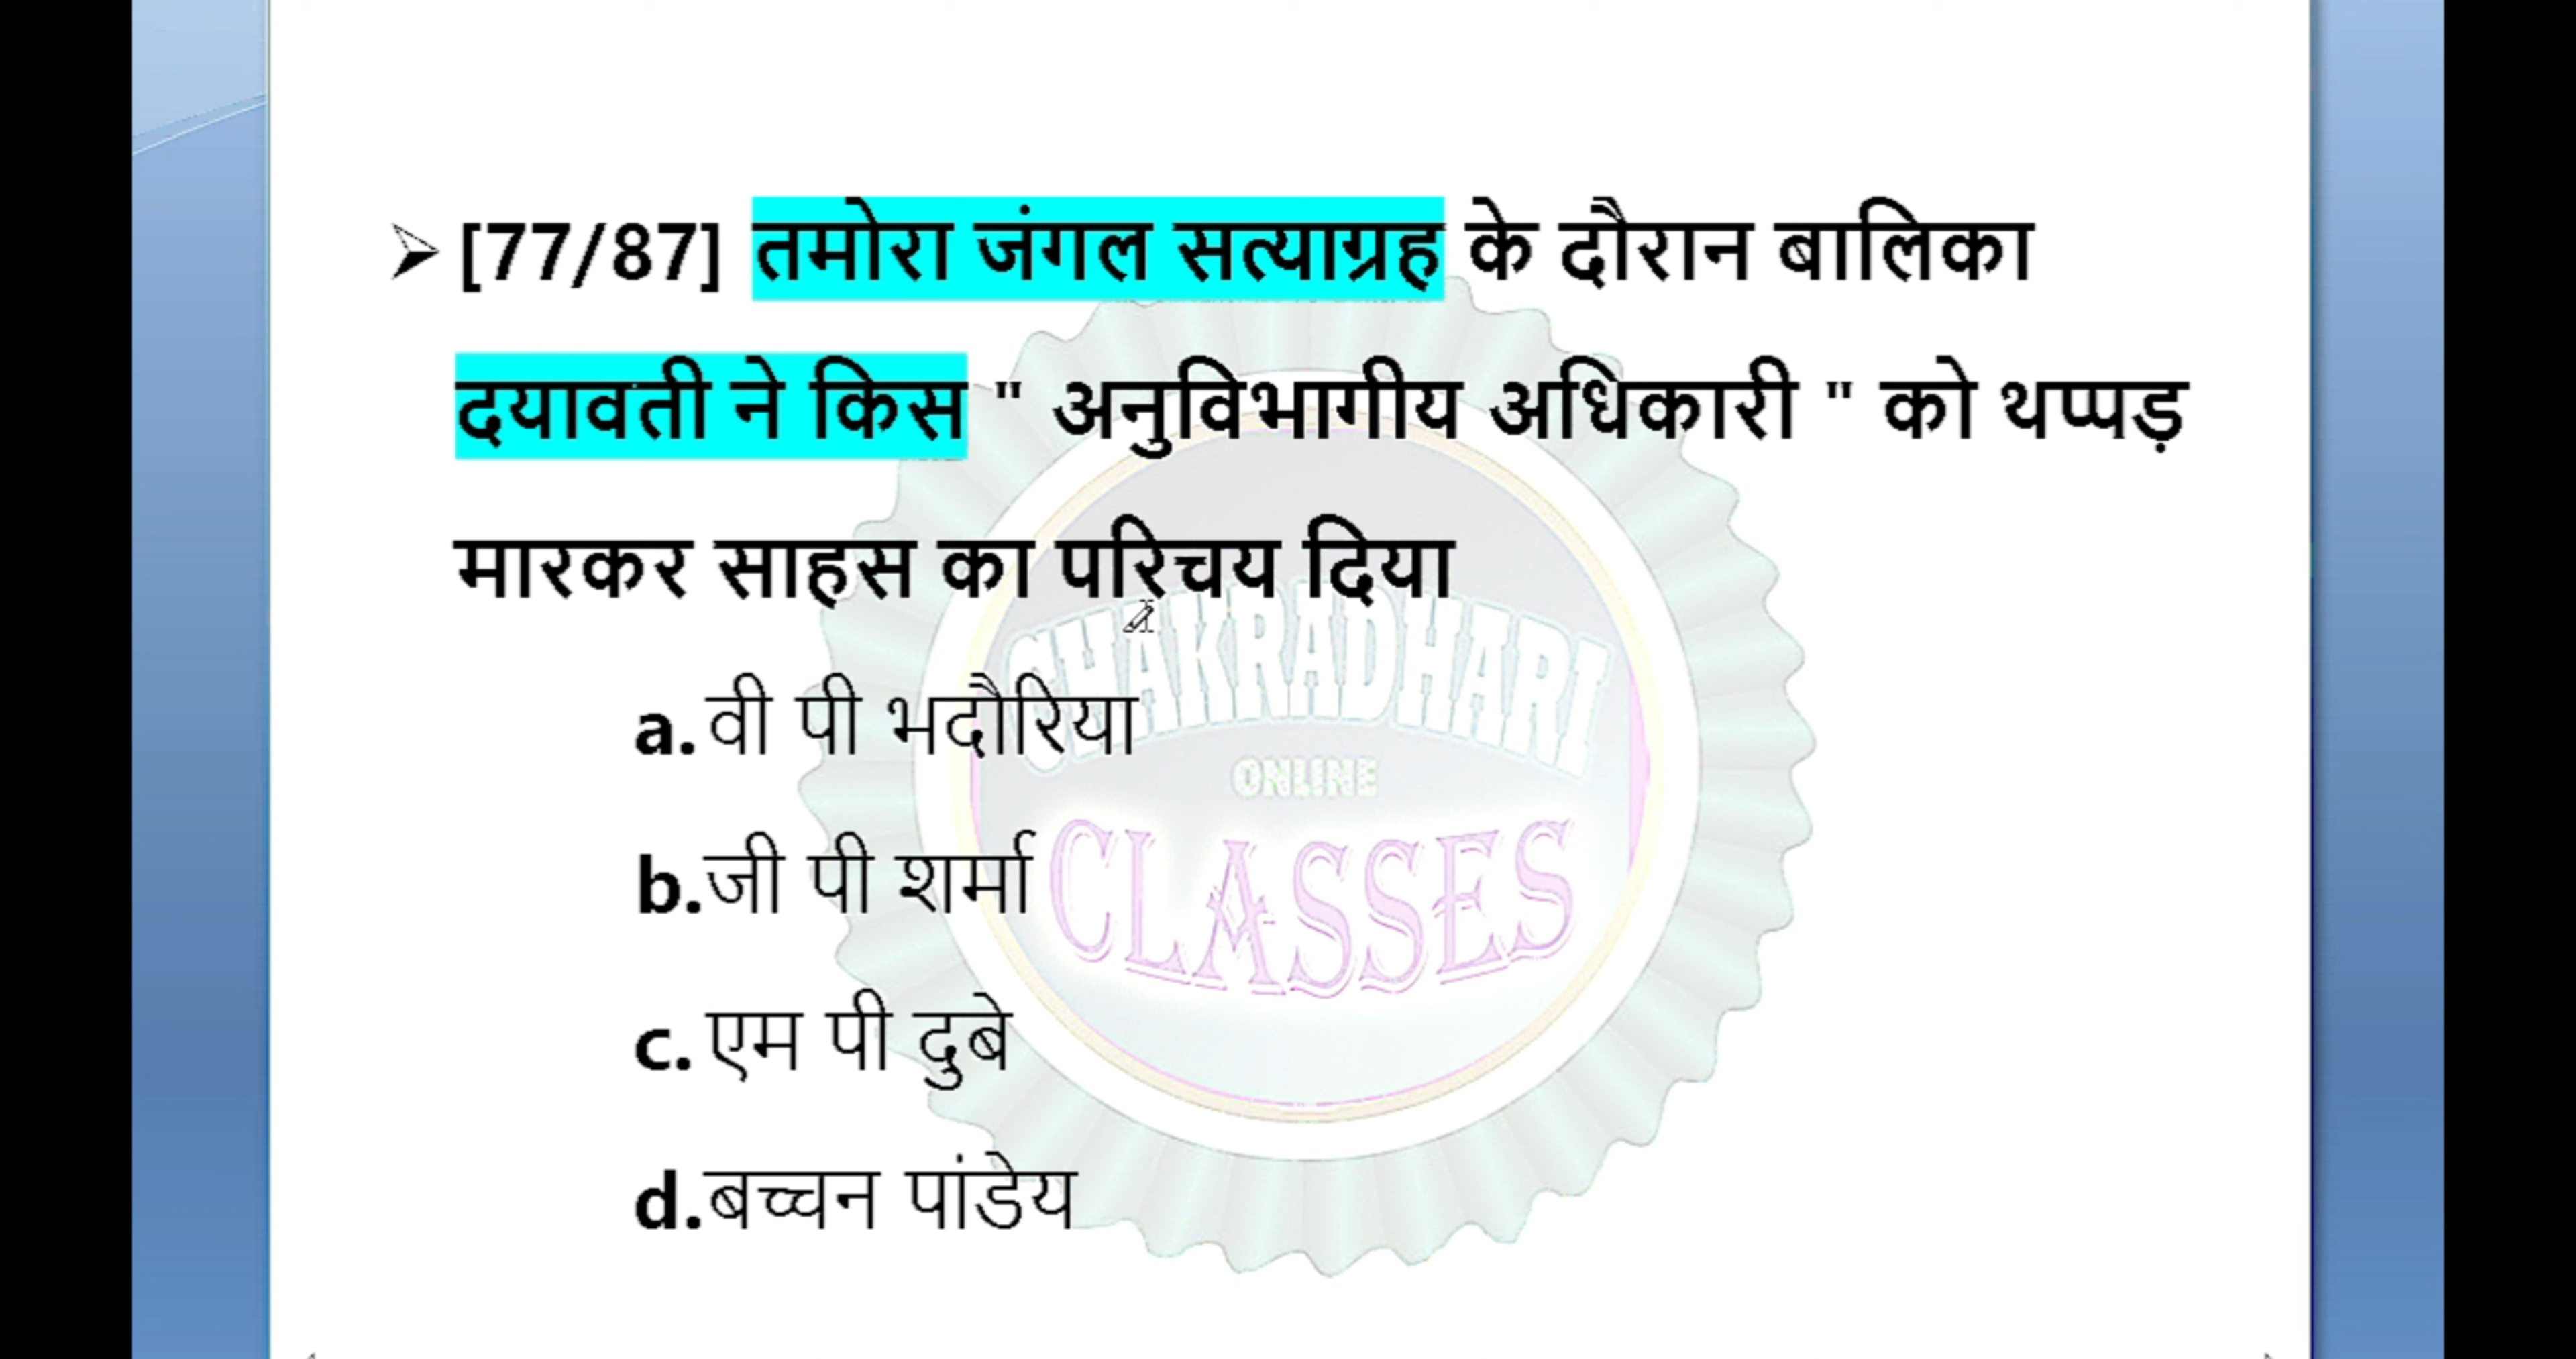 [77/87] तमोरा जंगल सत्याग्रह के दौरान बालिका
दयावती ने किस " अनुविभागीय अधिकारी " को थप्पड़
मारकर साहस का परिचय दिया
a. वी पी भदौरिया
b. जी पी शर्मा
c. एम पी दुबे
d. बच्चन पांडेय
CHAKRADHARI
ONLINE
CLASSES